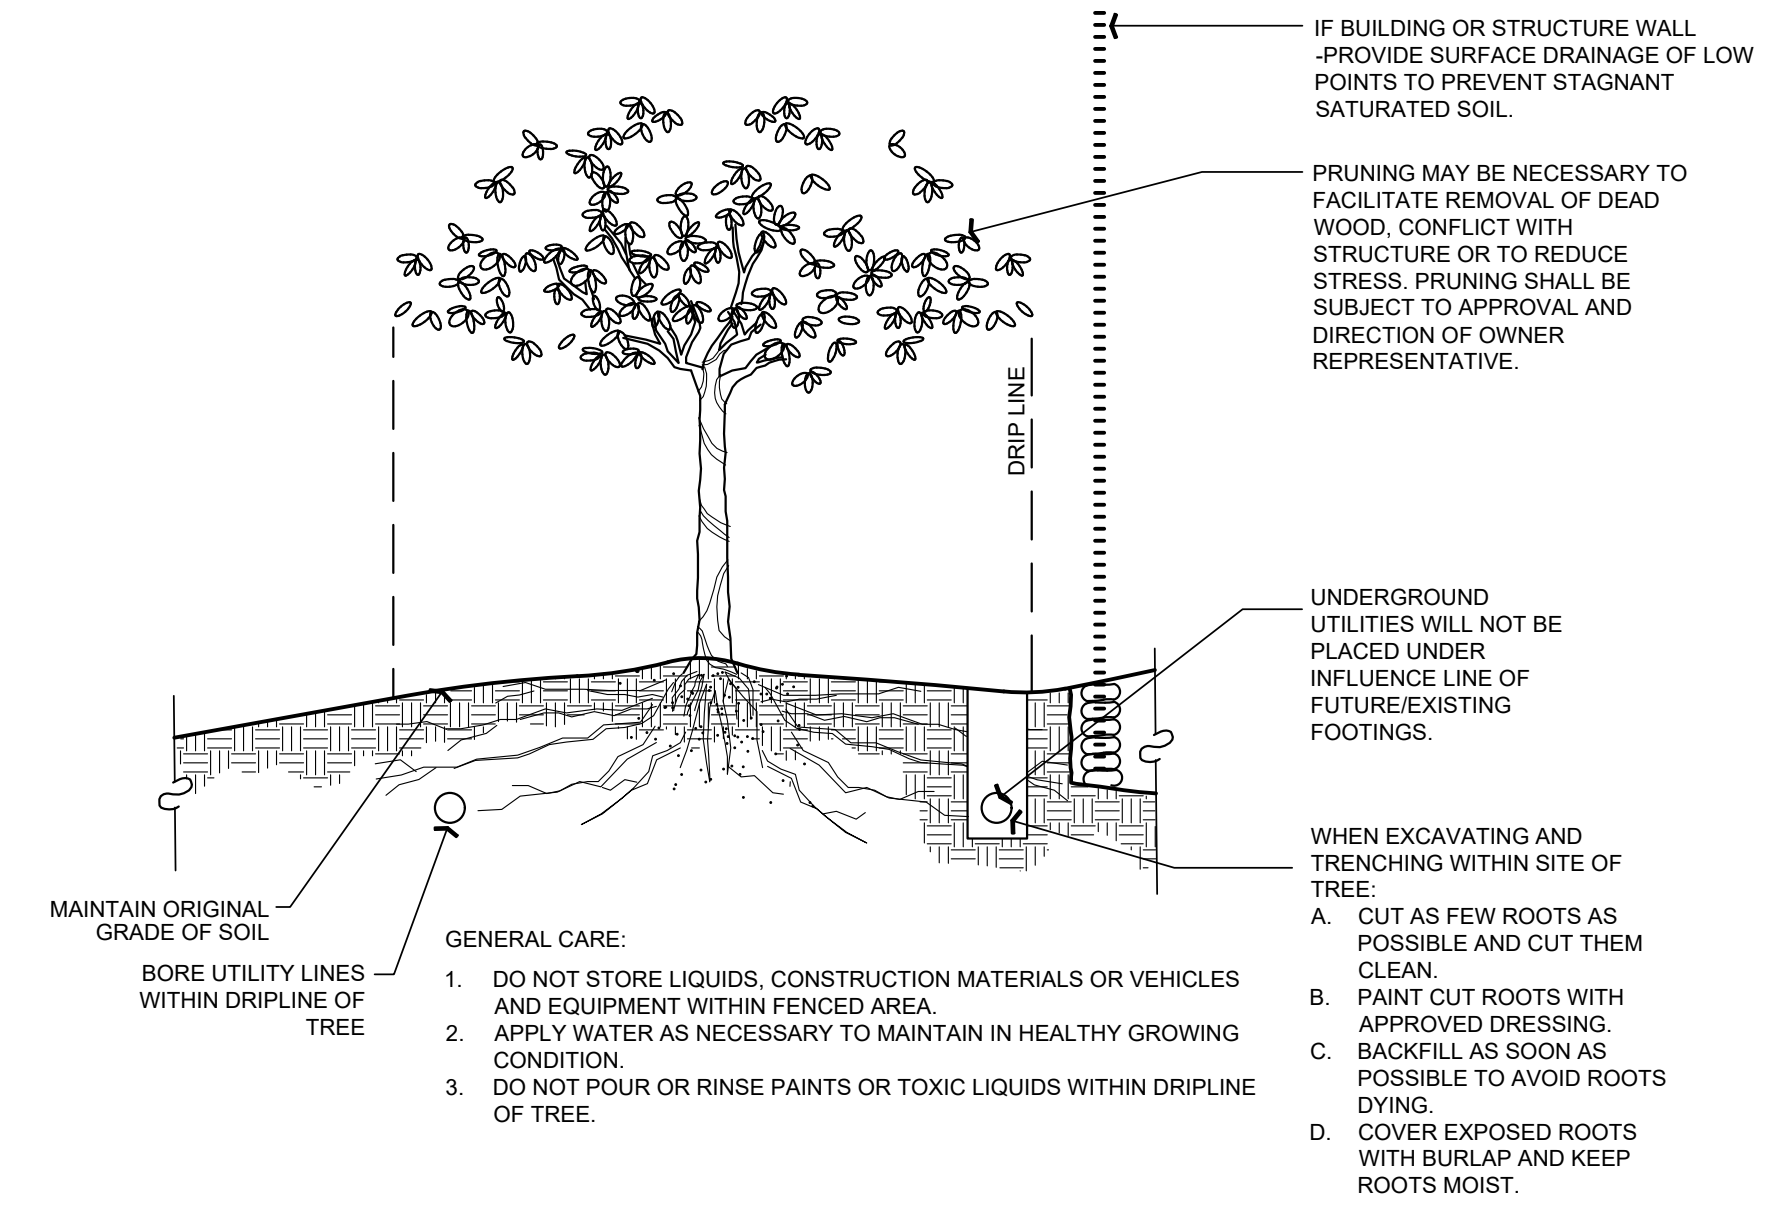 IF BUILDING OR STRUCTURE WALL
-PROVIDE SURFACE DRAINAGE OF LOW
POINTS TO PREVENT STAGNANT
SATURATED SOIL.
PRUNING MAY BE NECESSARY TO
FACILITATE REMOVAL OF DEAD
WOOD, CONFLICT WITH
STRUCTURE OR TO REDUCE
STRESS. PRUNING SHALL BE
SUBJECT TO APPROVAL AND
DIRECTION OF OWNER
REPRESENTATIVE.
DRIP LINE
UNDERGROUND
UTILITIES WILL NOT BE
PLACED UNDER
INFLUENCE LINE OF
FUTURE/EXISTING
FOOTINGS.
WHEN EXCAVATING AND
TRENCHING WITHIN SITE OF
TREE:
A. CUT AS FEW ROOTS AS
POSSIBLE AND CUT THEM
CLEAN.
B. PAINT CUT ROOTS WITH
APPROVED DRESSING.
C. BACKFILL AS SOON AS
POSSIBLE TO AVOID ROOTS
DYING.
D. COVER EXPOSED ROOTS
WITH BURLAP AND KEEP
ROOTS MOIST.
MAINTAIN ORIGINAL
GRADE OF SOIL
BORE UTILITY LINES
WITHIN DRIPLINE OF
TREE
GENERAL CARE:
1. DO NOT STORE LIQUIDS, CONSTRUCTION MATERIALS OR VEHICLES
AND EQUIPMENT WITHIN FENCED AREA.
2. APPLY WATER AS NECESSARY TO MAINTAIN IN HEALTHY GROWING
CONDITION.
3. DO NOT POUR OR RINSE PAINTS OR TOXIC LIQUIDS WITHIN DRIPLINE
OF TREE.